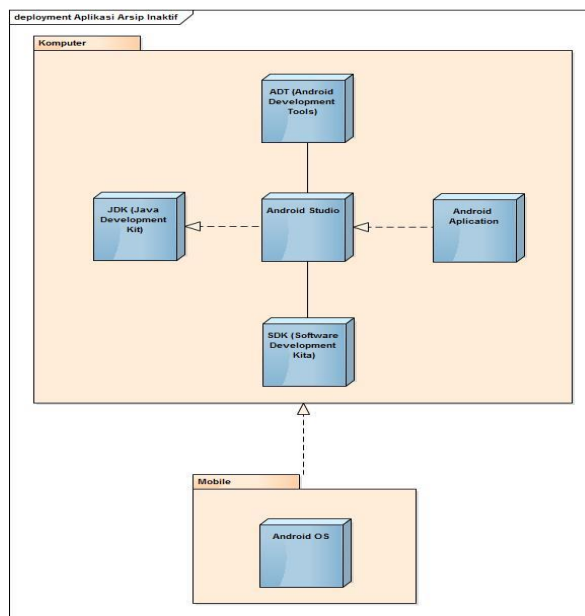 deployment Aplikasi Arsip Inaktif
Komputer
ADT (Android
Development
Tools)
JDK (Java
Development
Kit)
Android Studio
Android
Aplication
SDK (Software
Development
Kita)
Mobile
Android OS